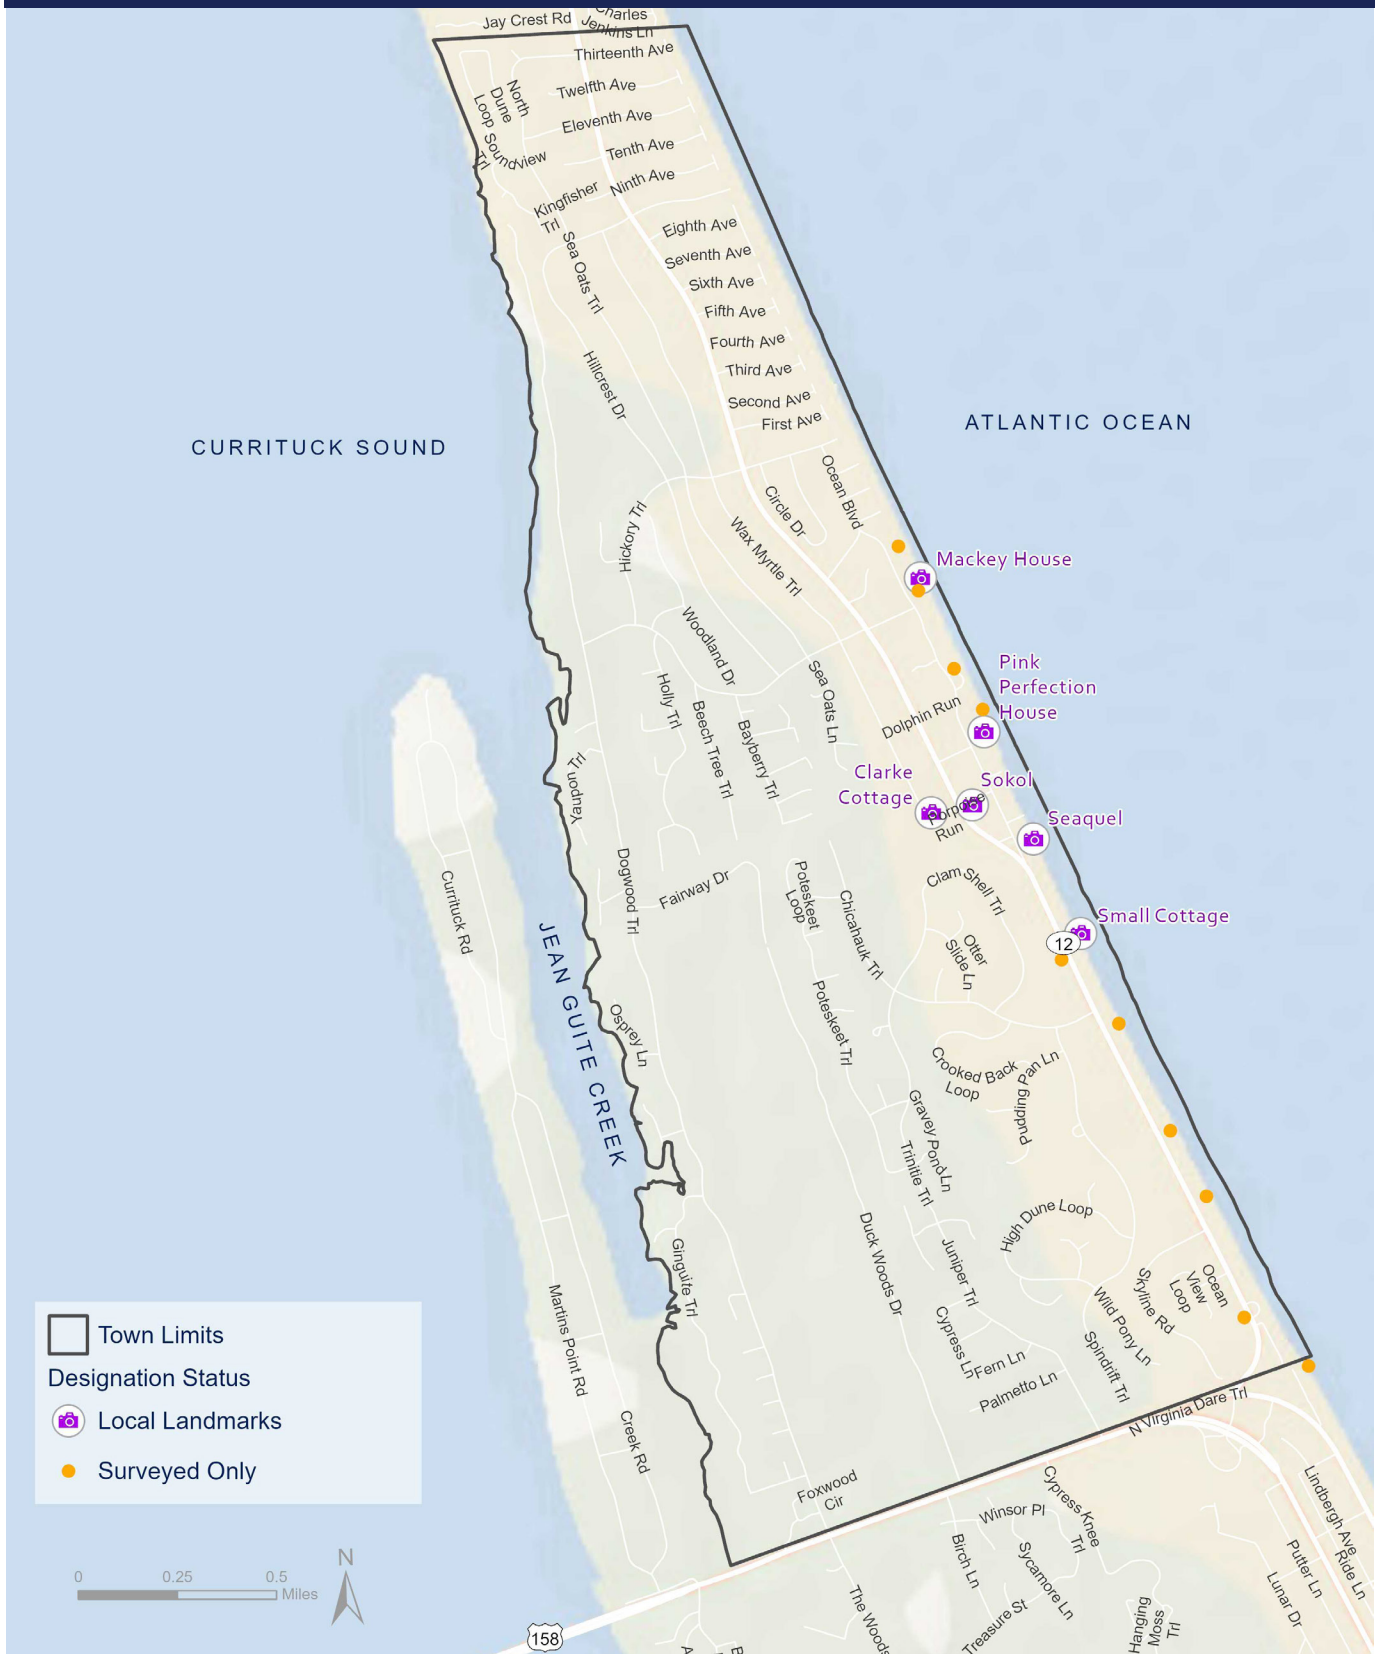 Jay Crest Rd
Charles
Jenkins Ln
Thirteenth Ave
Twelfth Ave
North
Dune
Loop
Eleventh Ave
Tenth Ave
Soundview
Trl
Ninth Ave
Kingfisher
Trl
Eighth Ave
Sea Oats Trl
Seventh Ave
Sixth Ave
Fifth Ave
Fourth Ave
Third Ave
Hillcrest Dr
Second Ave
First Ave
ATLANTIC OCEAN
CURRITUCK SOUND
Ocean Blvd
Circle Dr
Hickory Trl
Wax Myrtle Trl
Mackey House
Woodland Dr
Pink
Perfection
House
Sea Oats Ln
Holly Trl
Beech Tree Trl
Dolphin Run
Bayberry Trl
Yaupon Trl
Clarke
Cottage
Sokol
Porpoise
Run
Seaquel
Dogwood Trl
Fairway Dr
Poteskeet
Loop
Clam Shell Trl
Currituck Rd
Chicahauk Trl
Small Cottage
12
Otter
Slide Ln
JEAN GUITE CREEK
Poteskeet Trl
Osprey Ln
Crooked Back
Loop
Pudding Pan Ln
Gravey Pond Ln
Trinitie Trl
High Dune Loop
Duck Woods Dr
Ginguite Trl
Juniper Trl
Ocean
View
Loop
Skyline Rd
Martins Point Rd
Wild Pony Ln
Cypress Ln
Spindrift Trl
Fern Ln
Palmetto Ln
N Virginia Dare Trl
Town Limits
Designation Status
Local Landmarks
Surveyed Only
Creek Rd
Foxwood
Cir
Cypress Knee
Trl
Winsor Pl
Lindbergh Ave
Birch Ln
Sycamore Ln
Putter Ln
Ride Ln
Lunar Dr
N
0
0.25
0.5
Miles
The Woods
Treasure St
Hanging
Moss
Trl
158